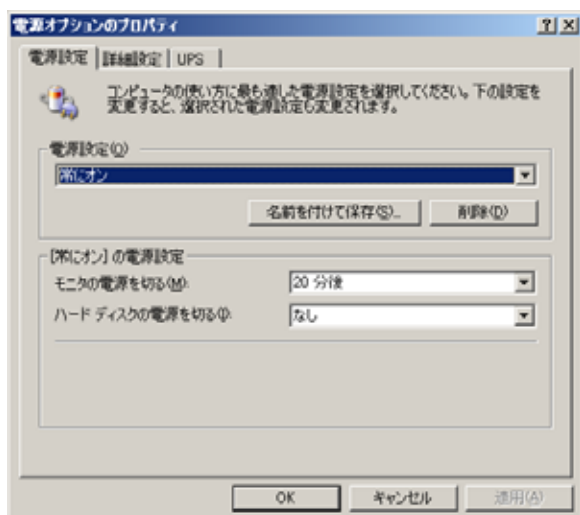 電源オプションのプロパティ
電源設定 詳細設定 UPS
コンピュータの使い方に最も適した電源設定を選択してください。下の設定を
変更すると、選択された電源設定も変更されます。
電源設定(O)
常にオン
名前を付けて保存(S)... 削除(D)
[常にオン] の電源設定
モニタの電源を切る(M): 20 分後
ハード ディスクの電源を切る(I): なし
OK キャンセル 適用(A)